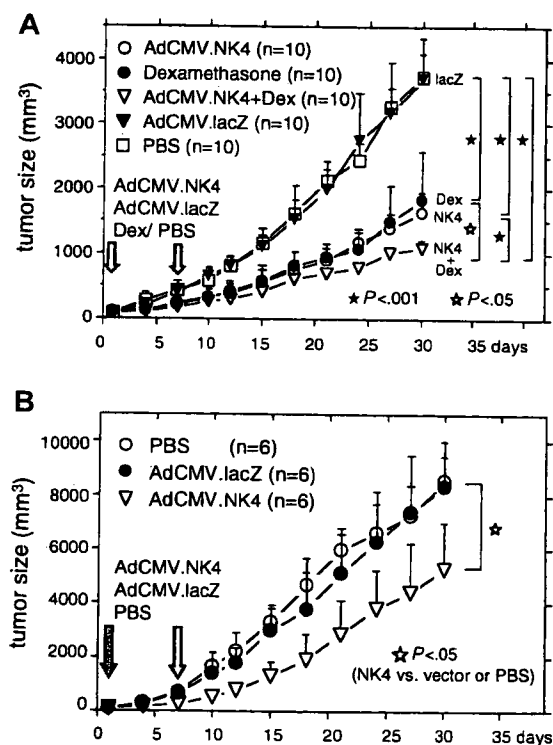 A
AdCMV.NK4 (n=10)
Dexamethasone (n=10)
AdCMV.NK4+Dex (n=10)
AdCMV.lacZ (n=10)
PBS (n=10)
tumor size (mm³)
4000
3000
2000
1000
0
AdCMV.NK4
AdCMV.lacZ
Dex/ PBS
lacZ
Dex
NK4
NK4
+
Dex
★ P<.001 ☆ P<.05
0 5 10 15 20 25 30 35 days
B
PBS (n=6)
AdCMV.lacZ (n=6)
AdCMV.NK4 (n=6)
tumor size (mm³)
10000
8000
6000
4000
2000
0
AdCMV.NK4
AdCMV.lacZ
PBS
☆ P<.05
(NK4 vs. vector or PBS)
0 5 10 15 20 25 30 35 days